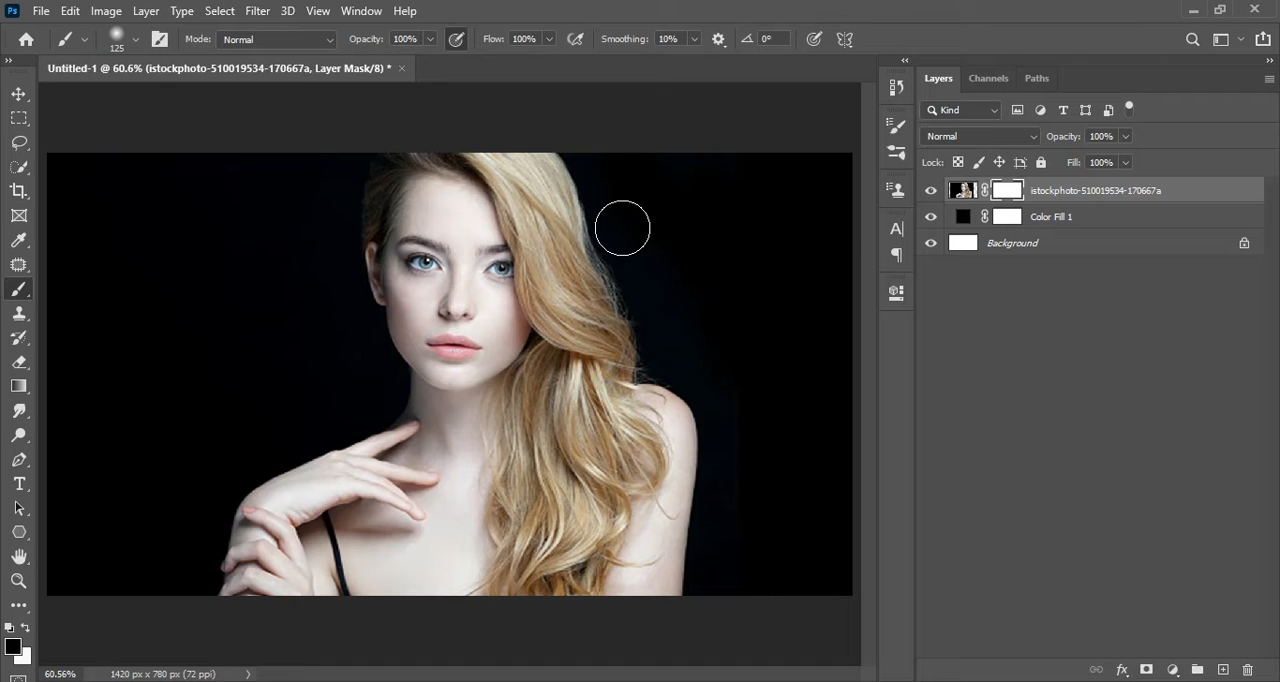 Ps File Edit Image Layer Type Select Filter 3D View Window Help
125 Mode: Normal Opacity: 100% Flow: 100% Smoothing: 10% 0°
Untitled-1 @ 60.6% (istockphoto-510019534-170667a, Layer Mask/8) *
Layers Channels Paths
Kind
Normal Opacity: 100%
Lock: Fill: 100%
istockphoto-510019534-170667a
Color Fill 1
Background
60.56% 1420 px x 780 px (72 ppi)